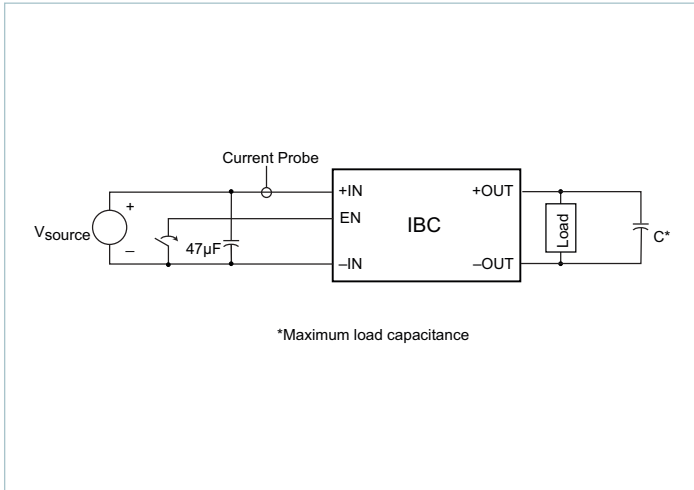 Current Probe
+IN
+OUT
+
EN
IBC
Vsource
Load
C*
–
47µF
–IN
–OUT
*Maximum load capacitance